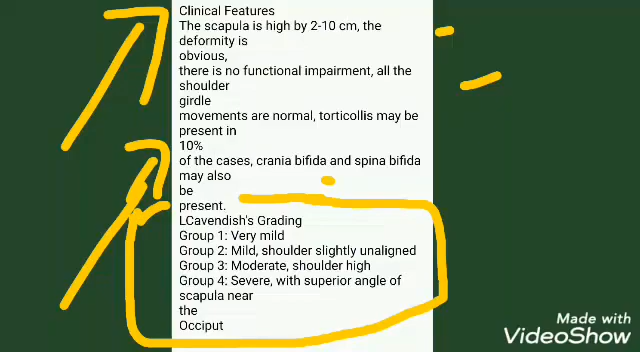 Clinical Features
The scapula is high by 2-10 cm, the
deformity is
obvious,
there is no functional impairment, all the
shoulder
girdle
movements are normal, torticollis may be
present in
10%
of the cases, crania bifida and spina bifida
may also
be
present.
LCavendish's Grading
Group 1: Very mild
Group 2: Mild, shoulder slightly unaligned
Group 3: Moderate, shoulder high
Group 4: Severe, with superior angle of
scapula near
the
Occiput
Made with
VideoShow